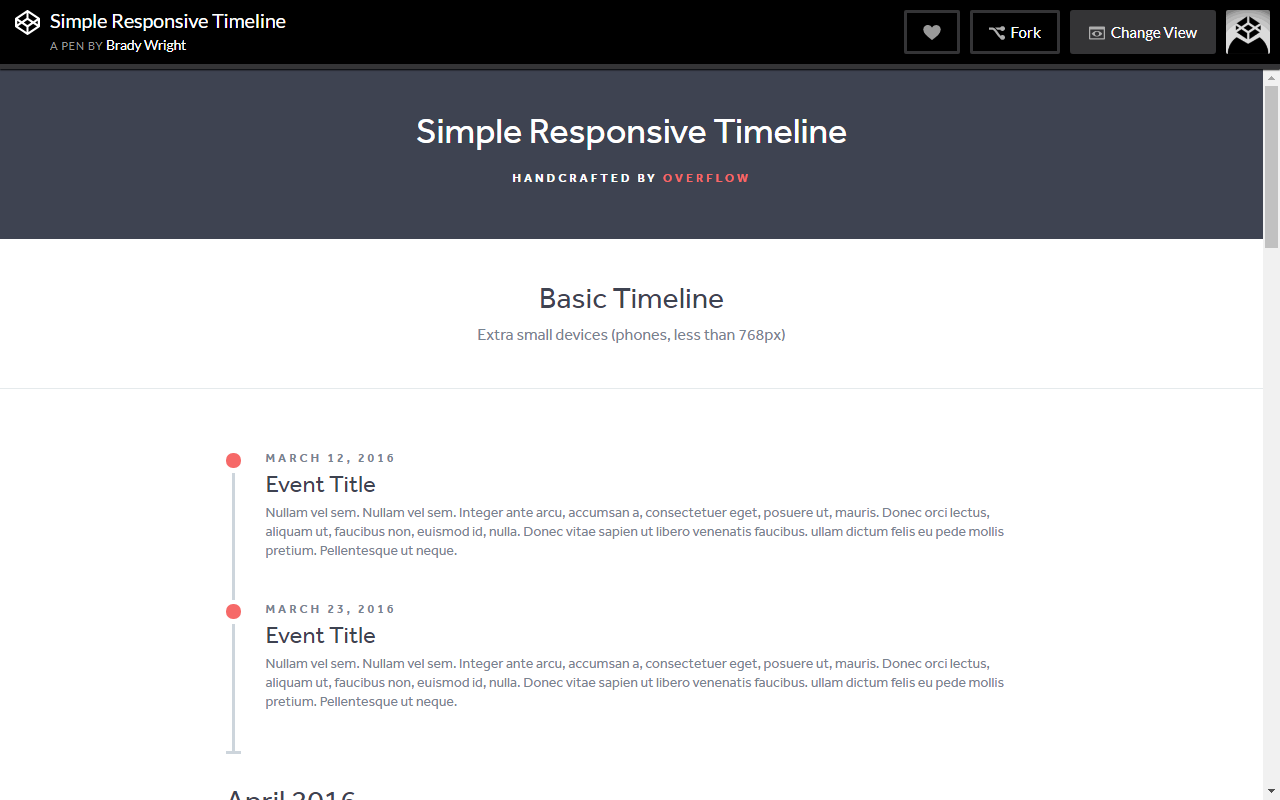 Simple Responsive Timeline
A PEN BY Brady Wright
Fork
Change View
Simple Responsive Timeline
HANDCRAFTED BY OVERFLOW
Basic Timeline
Extra small devices (phones, less than 768px)
MARCH 12, 2016
Event Title
Nullam vel sem. Nullam vel sem. Integer ante arcu, accumsan a, consectetuer eget, posuere ut, mauris. Donec orci lectus,
aliquam ut, faucibus non, euismod id, nulla. Donec vitae sapien ut libero venenatis faucibus. ullam dictum felis eu pede mollis
pretium. Pellentesque ut neque.
MARCH 23, 2016
Event Title
Nullam vel sem. Nullam vel sem. Integer ante arcu, accumsan a, consectetuer eget, posuere ut, mauris. Donec orci lectus,
aliquam ut, faucibus non, euismod id, nulla. Donec vitae sapien ut libero venenatis faucibus. ullam dictum felis eu pede mollis
pretium. Pellentesque ut neque.
April 2016